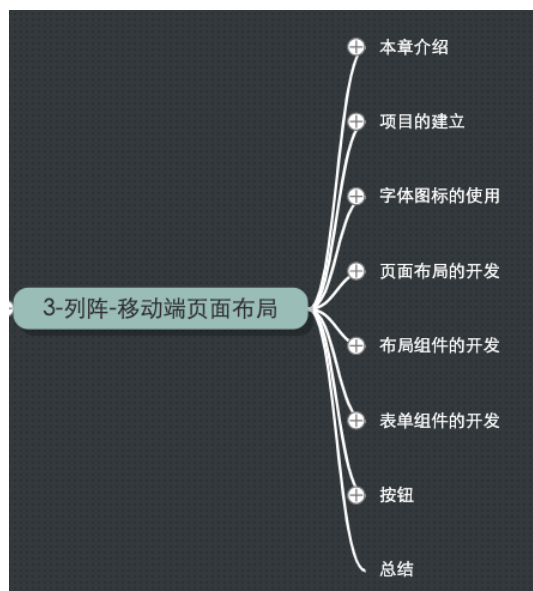 本章介绍
项目的建立
字体图标的使用
页面布局的开发
3-列阵-移动端页面布局
布局组件的开发
表单组件的开发
按钮
总结